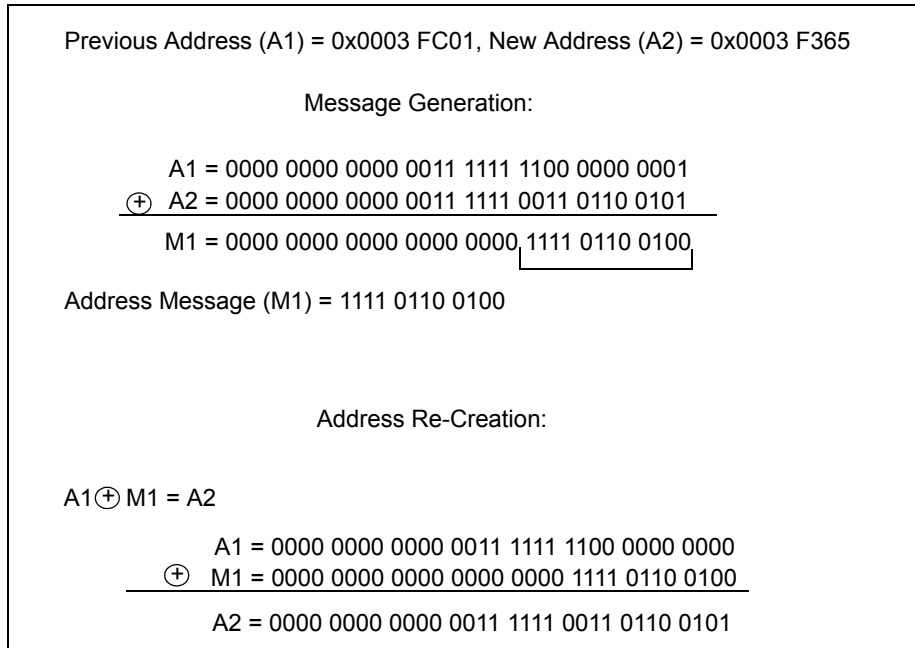 Previous Address (A1) = 0x0003 FC01, New Address (A2) = 0x0003 F365
Message Generation:
A1 = 0000 0000 0000 0011 1111 1100 0000 0001
⊕ A2 = 0000 0000 0000 0011 1111 0011 0110 0101
M1 = 0000 0000 0000 0000 0000 1111 0110 0100
Address Message (M1) = 1111 0110 0100
Address Re-Creation:
A1 ⊕ M1 = A2
A1 = 0000 0000 0000 0011 1111 1100 0000 0000
⊕ M1 = 0000 0000 0000 0000 0000 1111 0110 0100
A2 = 0000 0000 0000 0011 1111 0011 0110 0101